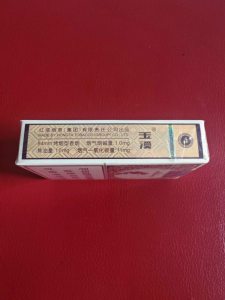 红塔烟草(集团)有限责任公司出品
MADE BY HONGTA TOBACCO (GROUP) CO., LTD.
84mm 烤烟型香烟 烟气烟碱量 1.0mg
焦油量 11mg 烟气一氧化碳量 11mg
玉溪